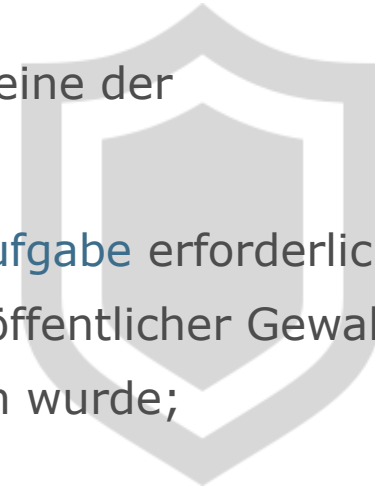 eine der
ufgabe erforderlic
öffentlicher Gewal
n wurde;